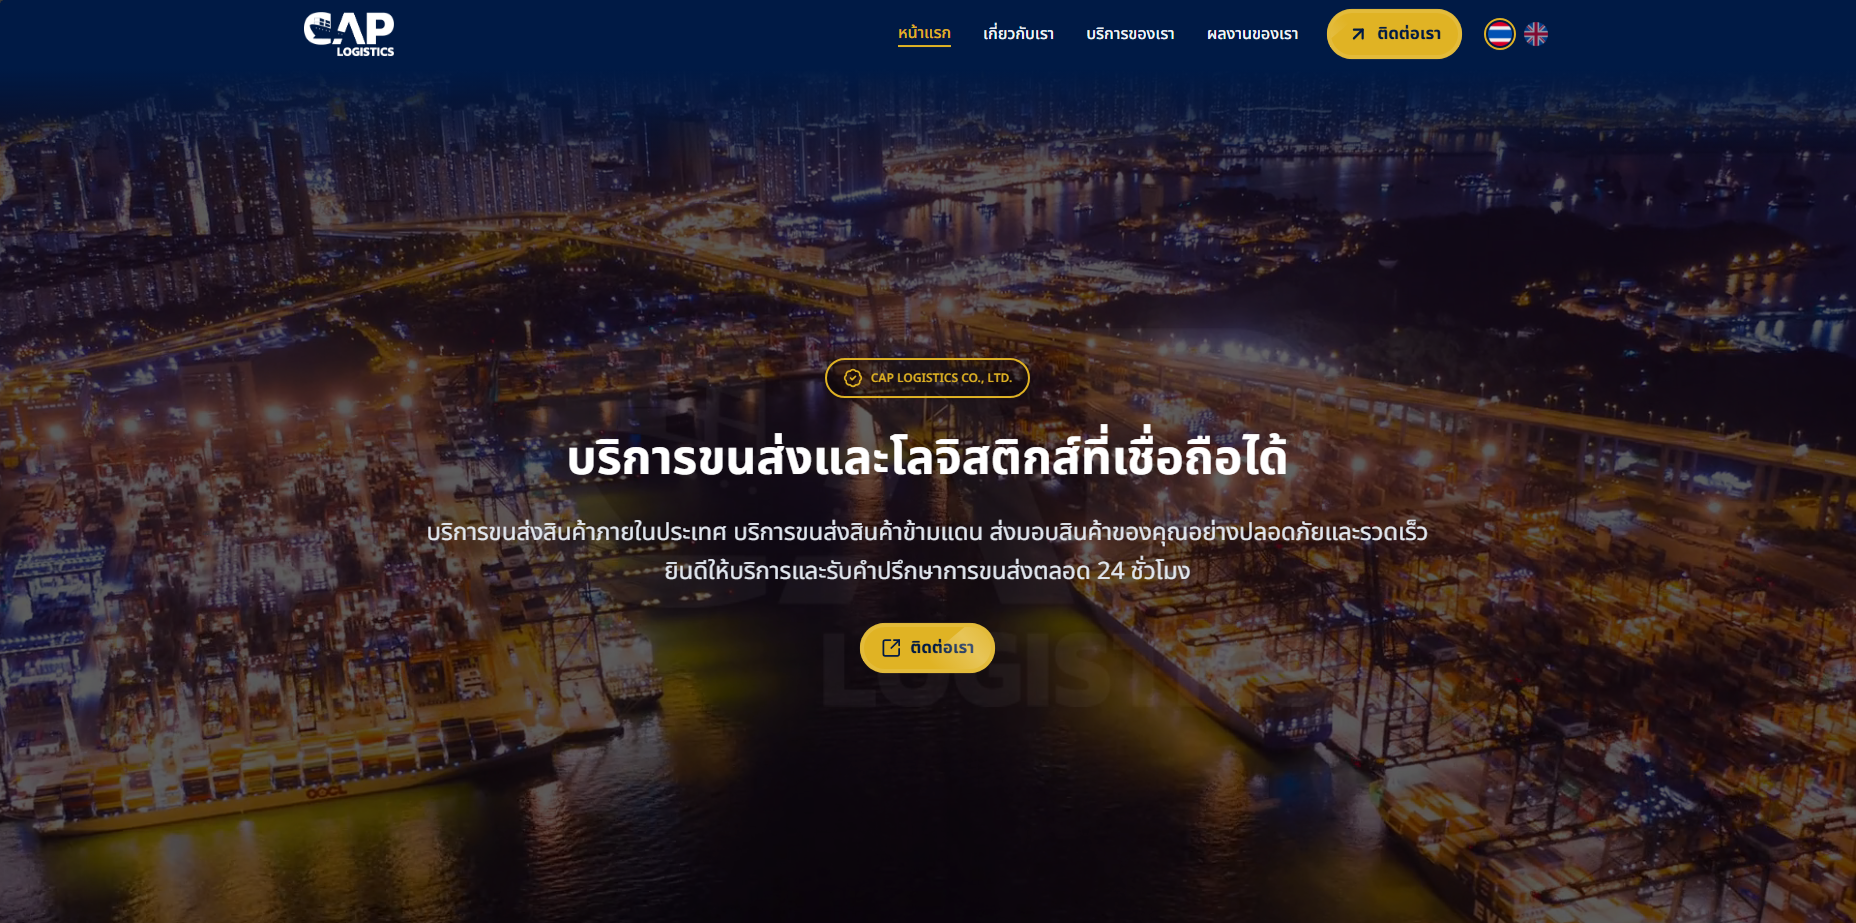 CAP
LOGISTICS
หน้าแรก
เกี่ยวกับเรา
บริการของเรา
ผลงานของเรา
ติดต่อเรา
CAP LOGISTICS CO., LTD.
บริการขนส่งและโลจิสติกส์ที่เชื่อถือได้
บริการขนส่งสินค้าภายในประเทศ บริการขนส่งสินค้าข้ามแดน ส่งมอบสินค้าของคุณอย่างปลอดภัยและรวดเร็ว
ยินดีให้บริการและรับคำปรึกษาการขนส่งตลอด 24 ชั่วโมง
ติดต่อเรา
OOCL